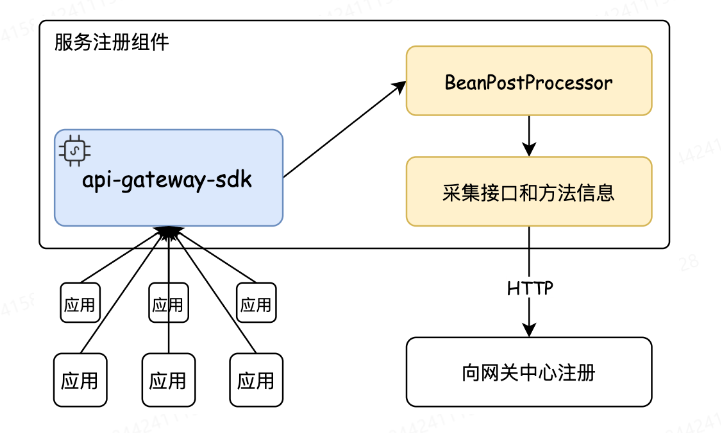 服务注册组件
BeanPostProcessor
api-gateway-sdk
采集接口和方法信息
HTTP
应用
应用
应用
应用
应用
应用
向网关中心注册